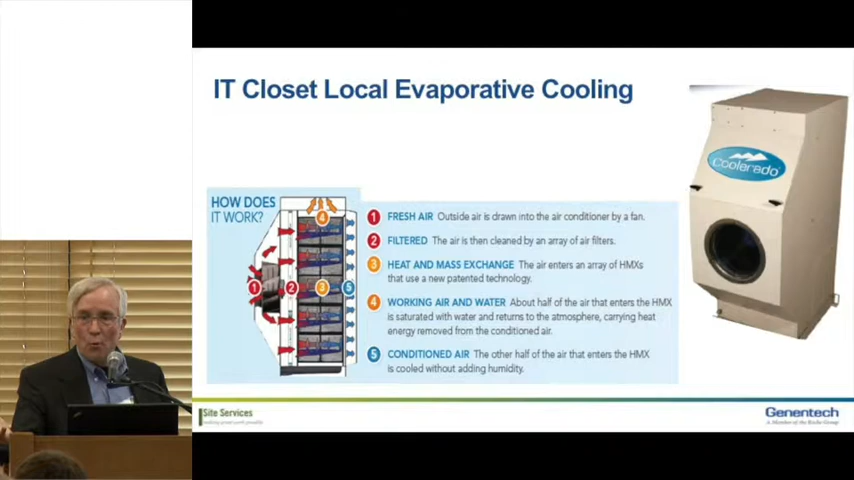 IT Closet Local Evaporative Cooling
Coolerado
HOW DOES
IT WORK?
4
1
2
3
5
1 FRESH AIR Outside air is drawn into the air conditioner by a fan.
2 FILTERED The air is then cleaned by an array of air filters.
3 HEAT AND MASS EXCHANGE The air enters an array of HMXs
that use a new patented technology.
4 WORKING AIR AND WATER About half of the air that enters the HMX
is saturated with water and returns to the atmosphere, carrying heat
energy removed from the conditioned air.
5 CONDITIONED AIR The other half of the air that enters the HMX
is cooled without adding humidity.
Site Services
Genentech
A Member of the Roche Group